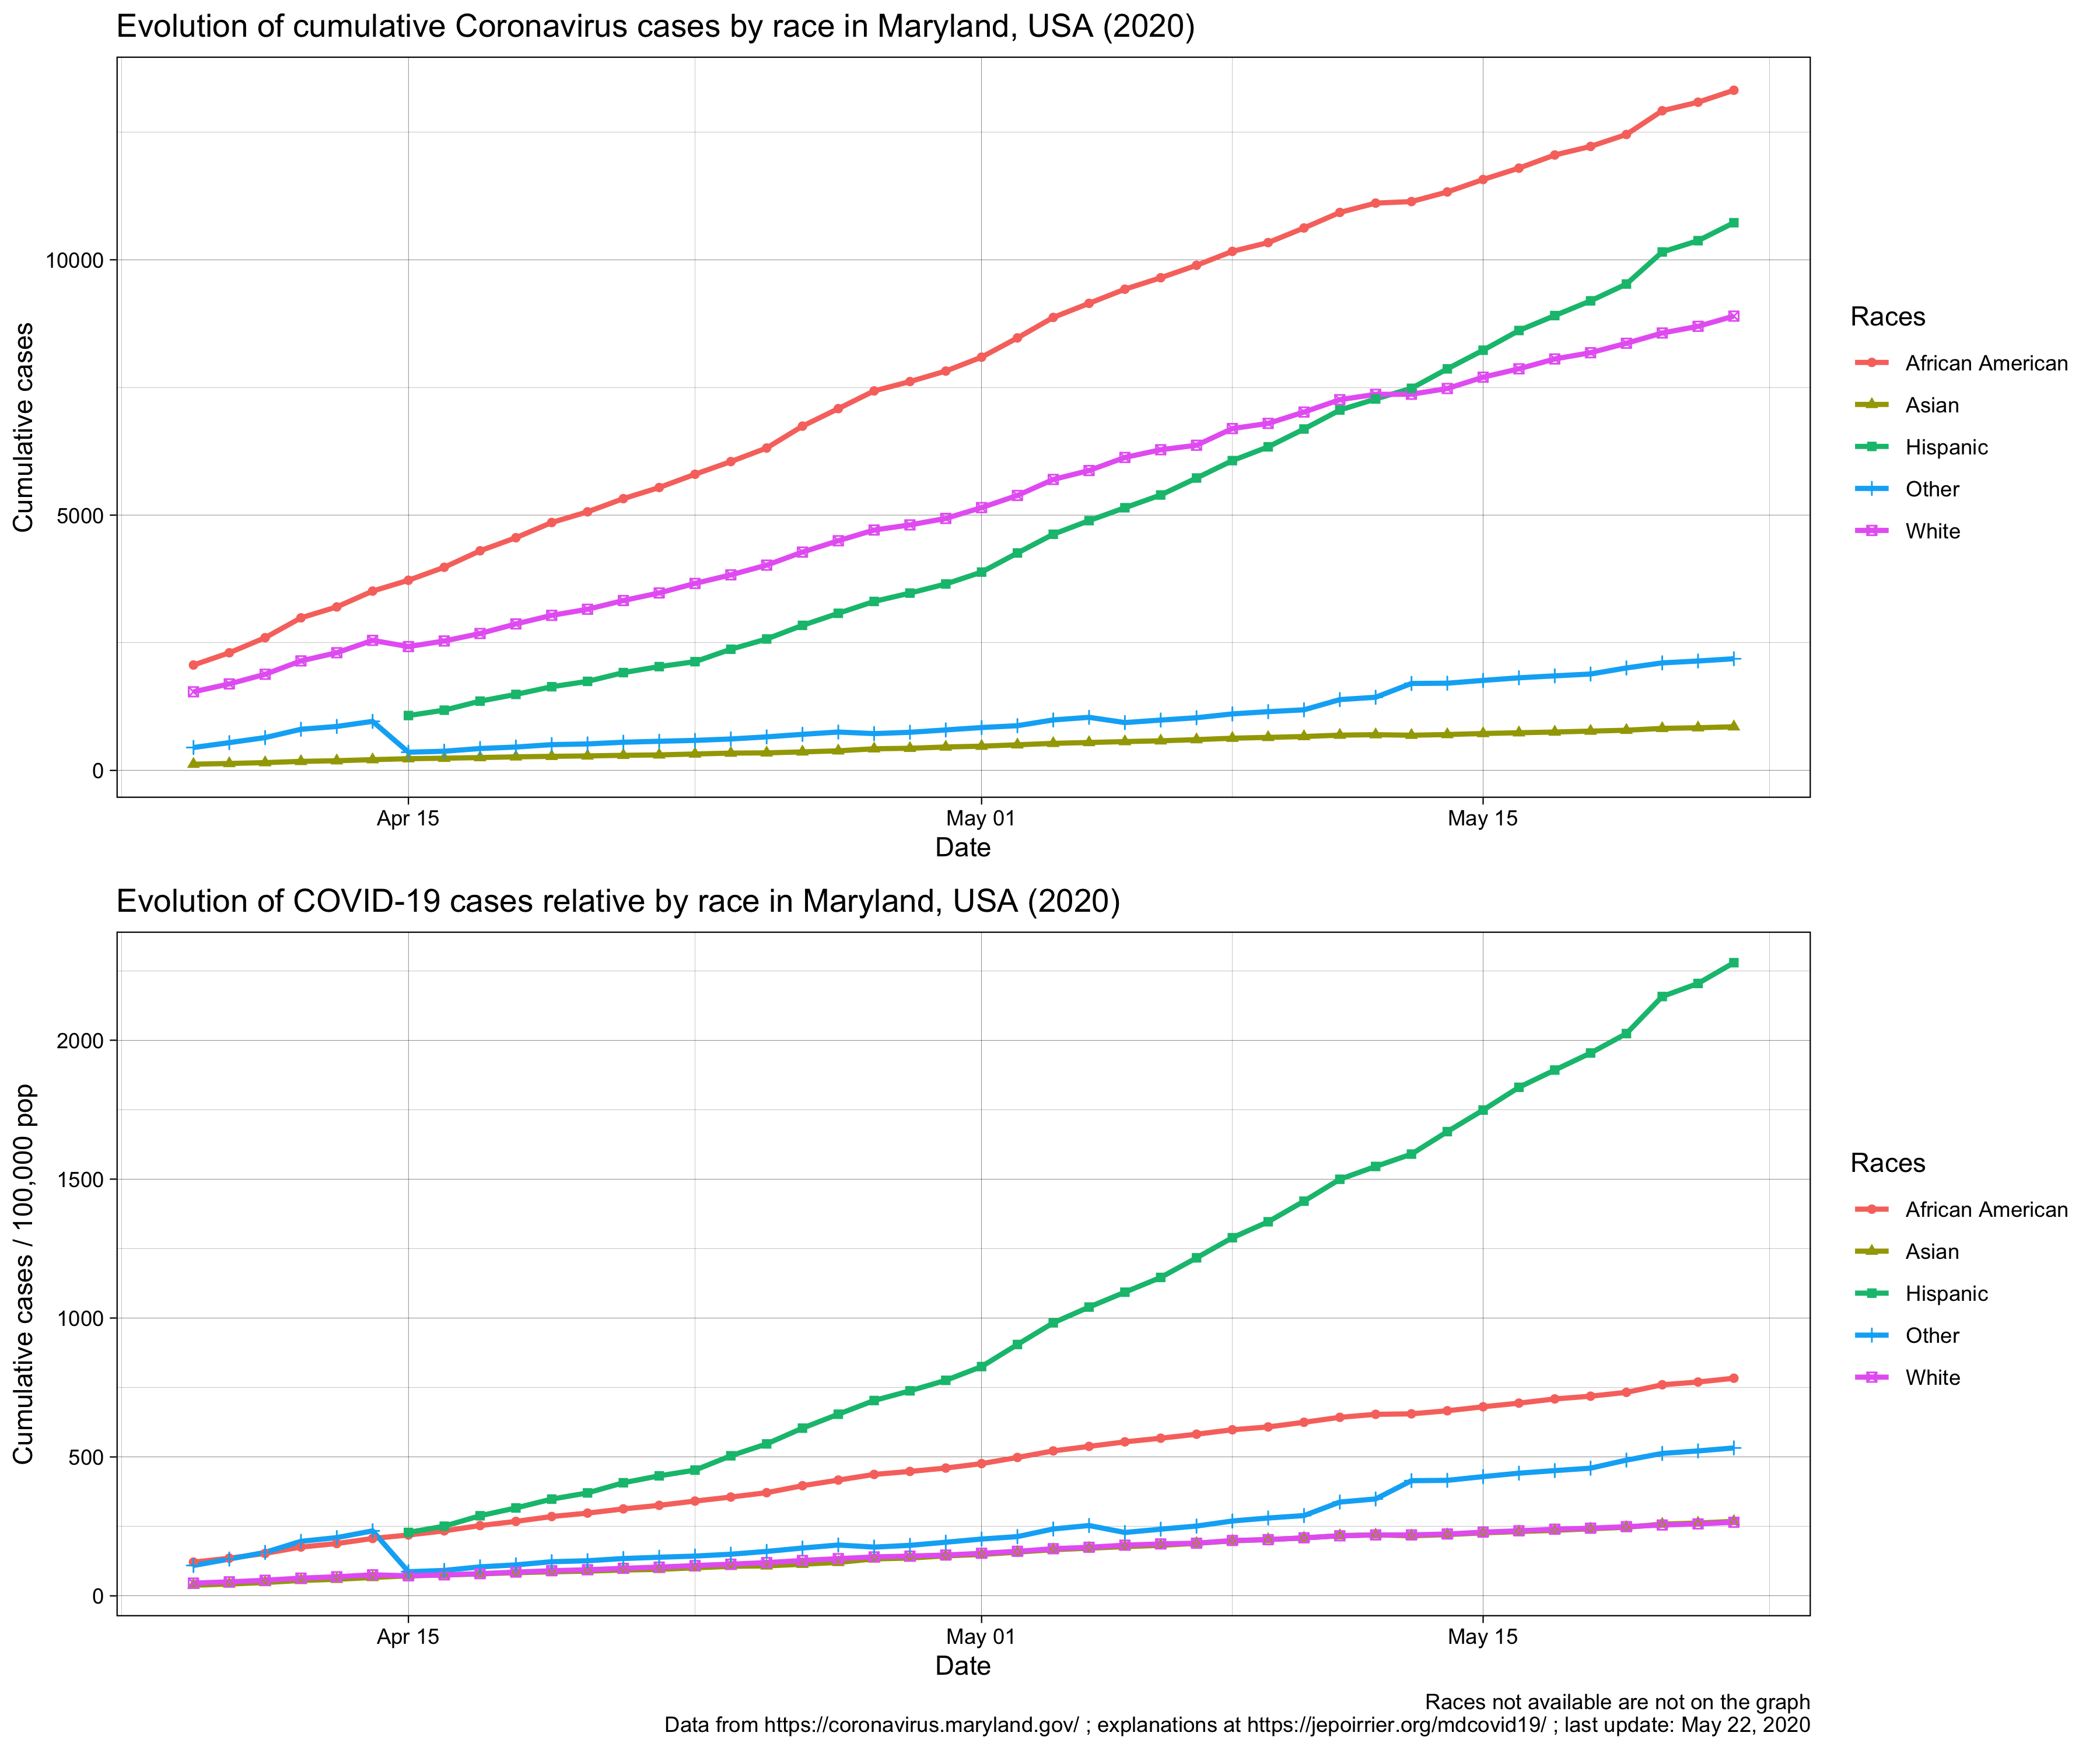 Evolution of cumulative Coronavirus cases by race in Maryland, USA (2020)
Cumulative cases
10000
5000
0
Apr 15
May 01
May 15
Date
Races
African American
Asian
Hispanic
Other
White
Evolution of COVID-19 cases relative by race in Maryland, USA (2020)
Cumulative cases / 100,000 pop
2000
1500
1000
500
0
Apr 15
May 01
May 15
Date
Races
African American
Asian
Hispanic
Other
White
Races not available are not on the graph
Data from https://coronavirus.maryland.gov/ ; explanations at https://jepoirrier.org/mdcovid19/ ; last update: May 22, 2020